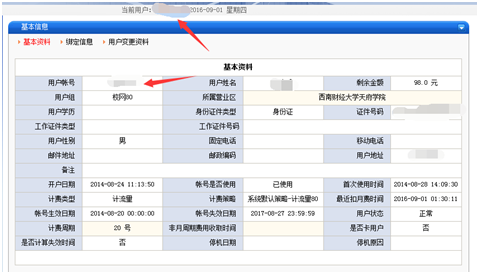 当前用户: 2016-09-01 星期四
基本信息
基本资料 绑定信息 用户变更资料
基本资料
用户帐号 用户姓名 剩余金额 98.0 元
用户组 校网80 所属营业区 西南财经大学天府学院
用户学历 身份证件类型 身份证 证件号码
工作证件类型 工作证件号码
用户性别 男 固定电话 移动电话
邮件地址 邮政编码 用户地址
备注
开户日期 2014-08-24 11:13:50 帐号是否使用 已使用 首次使用时间 2014-08-28 14:09:30
计费类型 计流量 计费策略 系统默认策略-计流量80 最近扣月费时间 2016-09-01 01:30:11
帐号生效日期 2014-08-20 00:00:00 帐号失效日期 2017-08-27 23:59:59 用户状态 正常
计费周期 20 号 非月周期费用收取时间 是否卡用户 否
是否计算失效时间 否 停机日期 停机原因